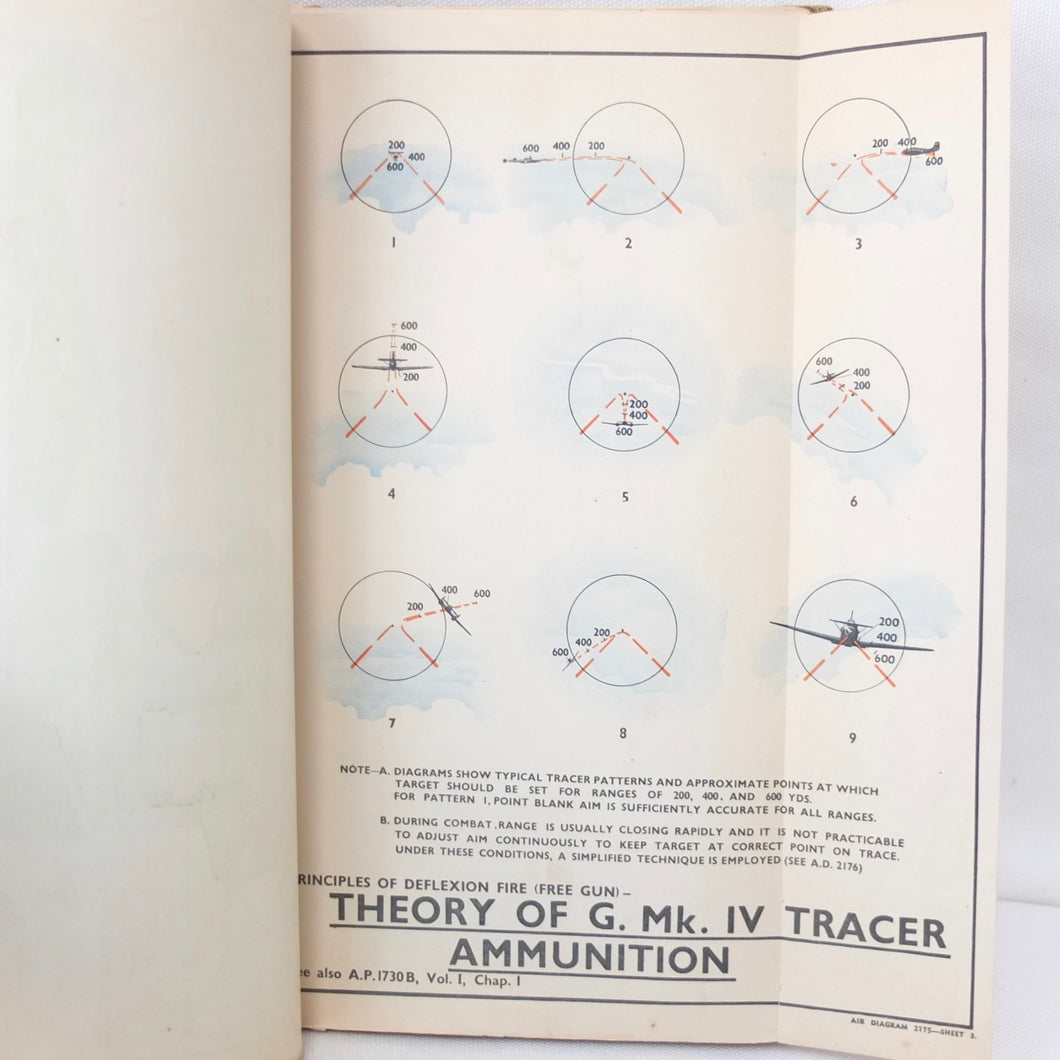 200
400
600
1
600 400 200
2
200 400
600
3
600
400
200
4
200
400
600
5
600
400
200
6
200 400 600
7
600 400 200
8
200
400
600
9
NOTE—A. DIAGRAMS SHOW TYPICAL TRACER PATTERNS AND APPROXIMATE POINTS AT WHICH
TARGET SHOULD BE SET FOR RANGES OF 200, 400, AND 600 YDS.
FOR PATTERN 1, POINT BLANK AIM IS SUFFICIENTLY ACCURATE FOR ALL RANGES.
B. DURING COMBAT, RANGE IS USUALLY CLOSING RAPIDLY AND IT IS NOT PRACTICABLE
TO ADJUST AIM CONTINUOUSLY TO KEEP TARGET AT CORRECT POINT ON TRACE.
UNDER THESE CONDITIONS, A SIMPLIFIED TECHNIQUE IS EMPLOYED (SEE A.D. 2176)
RINCIPLES OF DEFLEXION FIRE (FREE GUN)—
THEORY OF G. Mk. IV TRACER
AMMUNITION
ee also A.P.1730B, Vol. I, Chap. I
AIR DIAGRAM 2175—SHEET 3.